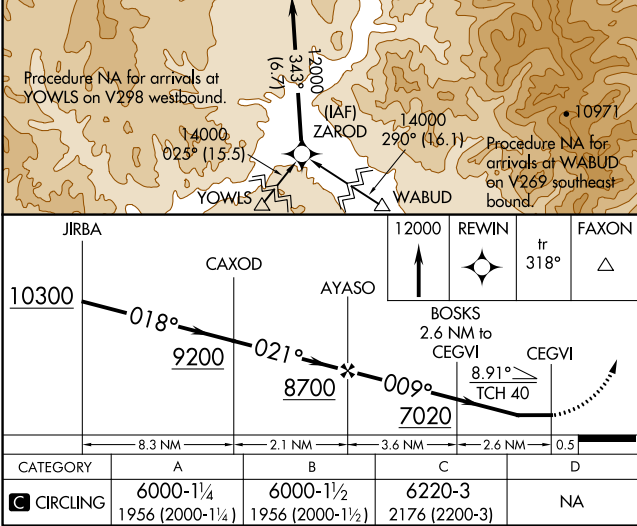 Procedure NA for arrivals at
YOWLS on V298 westbound.
12000
343°
(6.7)
(IAF)
ZAROD
14000
025° (15.5)
14000
290° (16.1)
10971
Procedure NA for
arrivals at WABUD
on V269 southeast
bound.
YOWLS
WABUD
JIRBA
CAXOD
AYASO
12000
REWIN
tr
318°
FAXON
BOSKS
2.6 NM to
CEGVI
CEGVI
10300
018°
9200
021°
8700
009°
7020
8.91°
TCH 40
8.3 NM
2.1 NM
3.6 NM
2.6 NM
0.5
CATEGORY
A
B
C
D
C CIRCLING
6000-1¼
1956 (2000-1¼)
6000-1½
1956 (2000-1½)
6220-3
2176 (2200-3)
NA